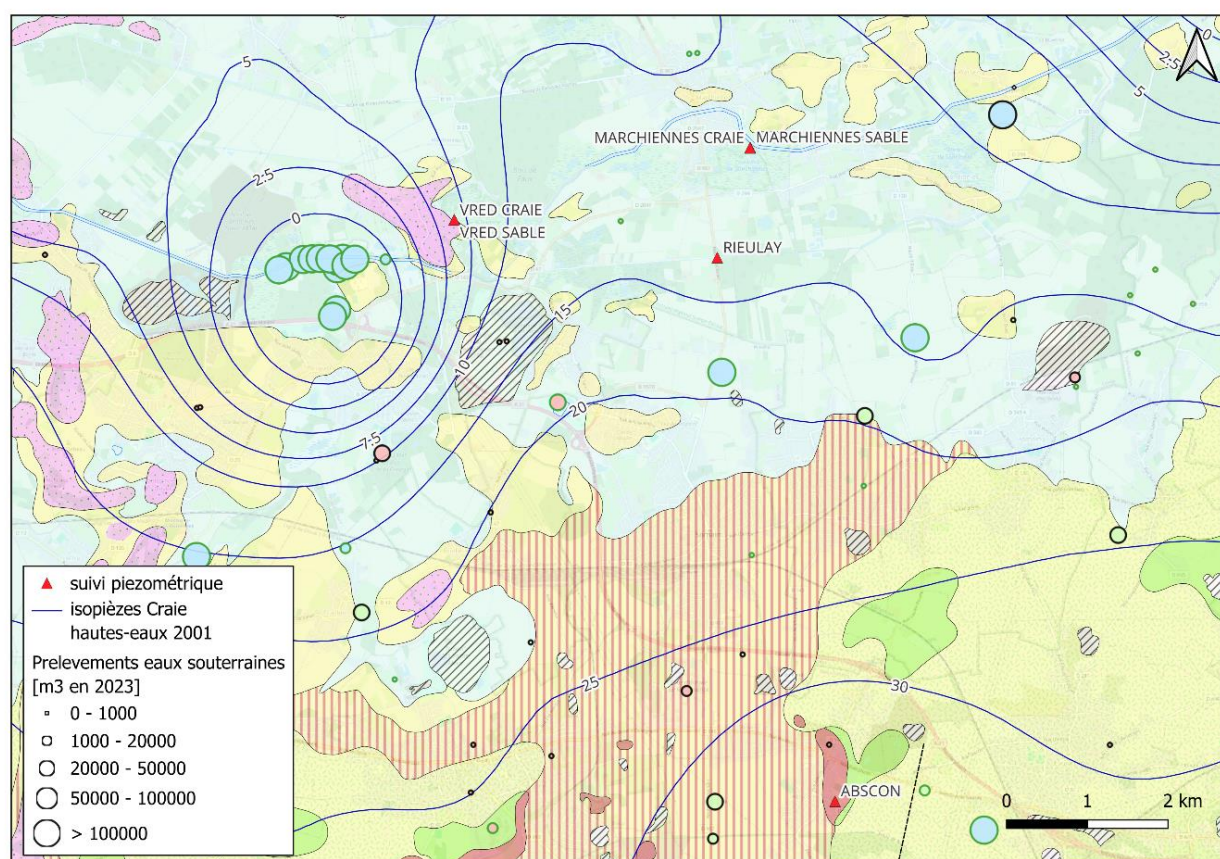 5
0
2.5
5
2.5
0
MARCHIENNES CRAIE
MARCHIENNES SABLE
VRED CRAIE
VRED SABLE
RIEULAY
15
10
20
7.5
25
30
ABSCON
suivi piezométrique
isopièzes Craie
hautes-eaux 2001
Prelevements eaux souterraines
[m3 en 2023]
0 - 1000
1000 - 20000
20000 - 50000
50000 - 100000
> 100000
0 1 2 km